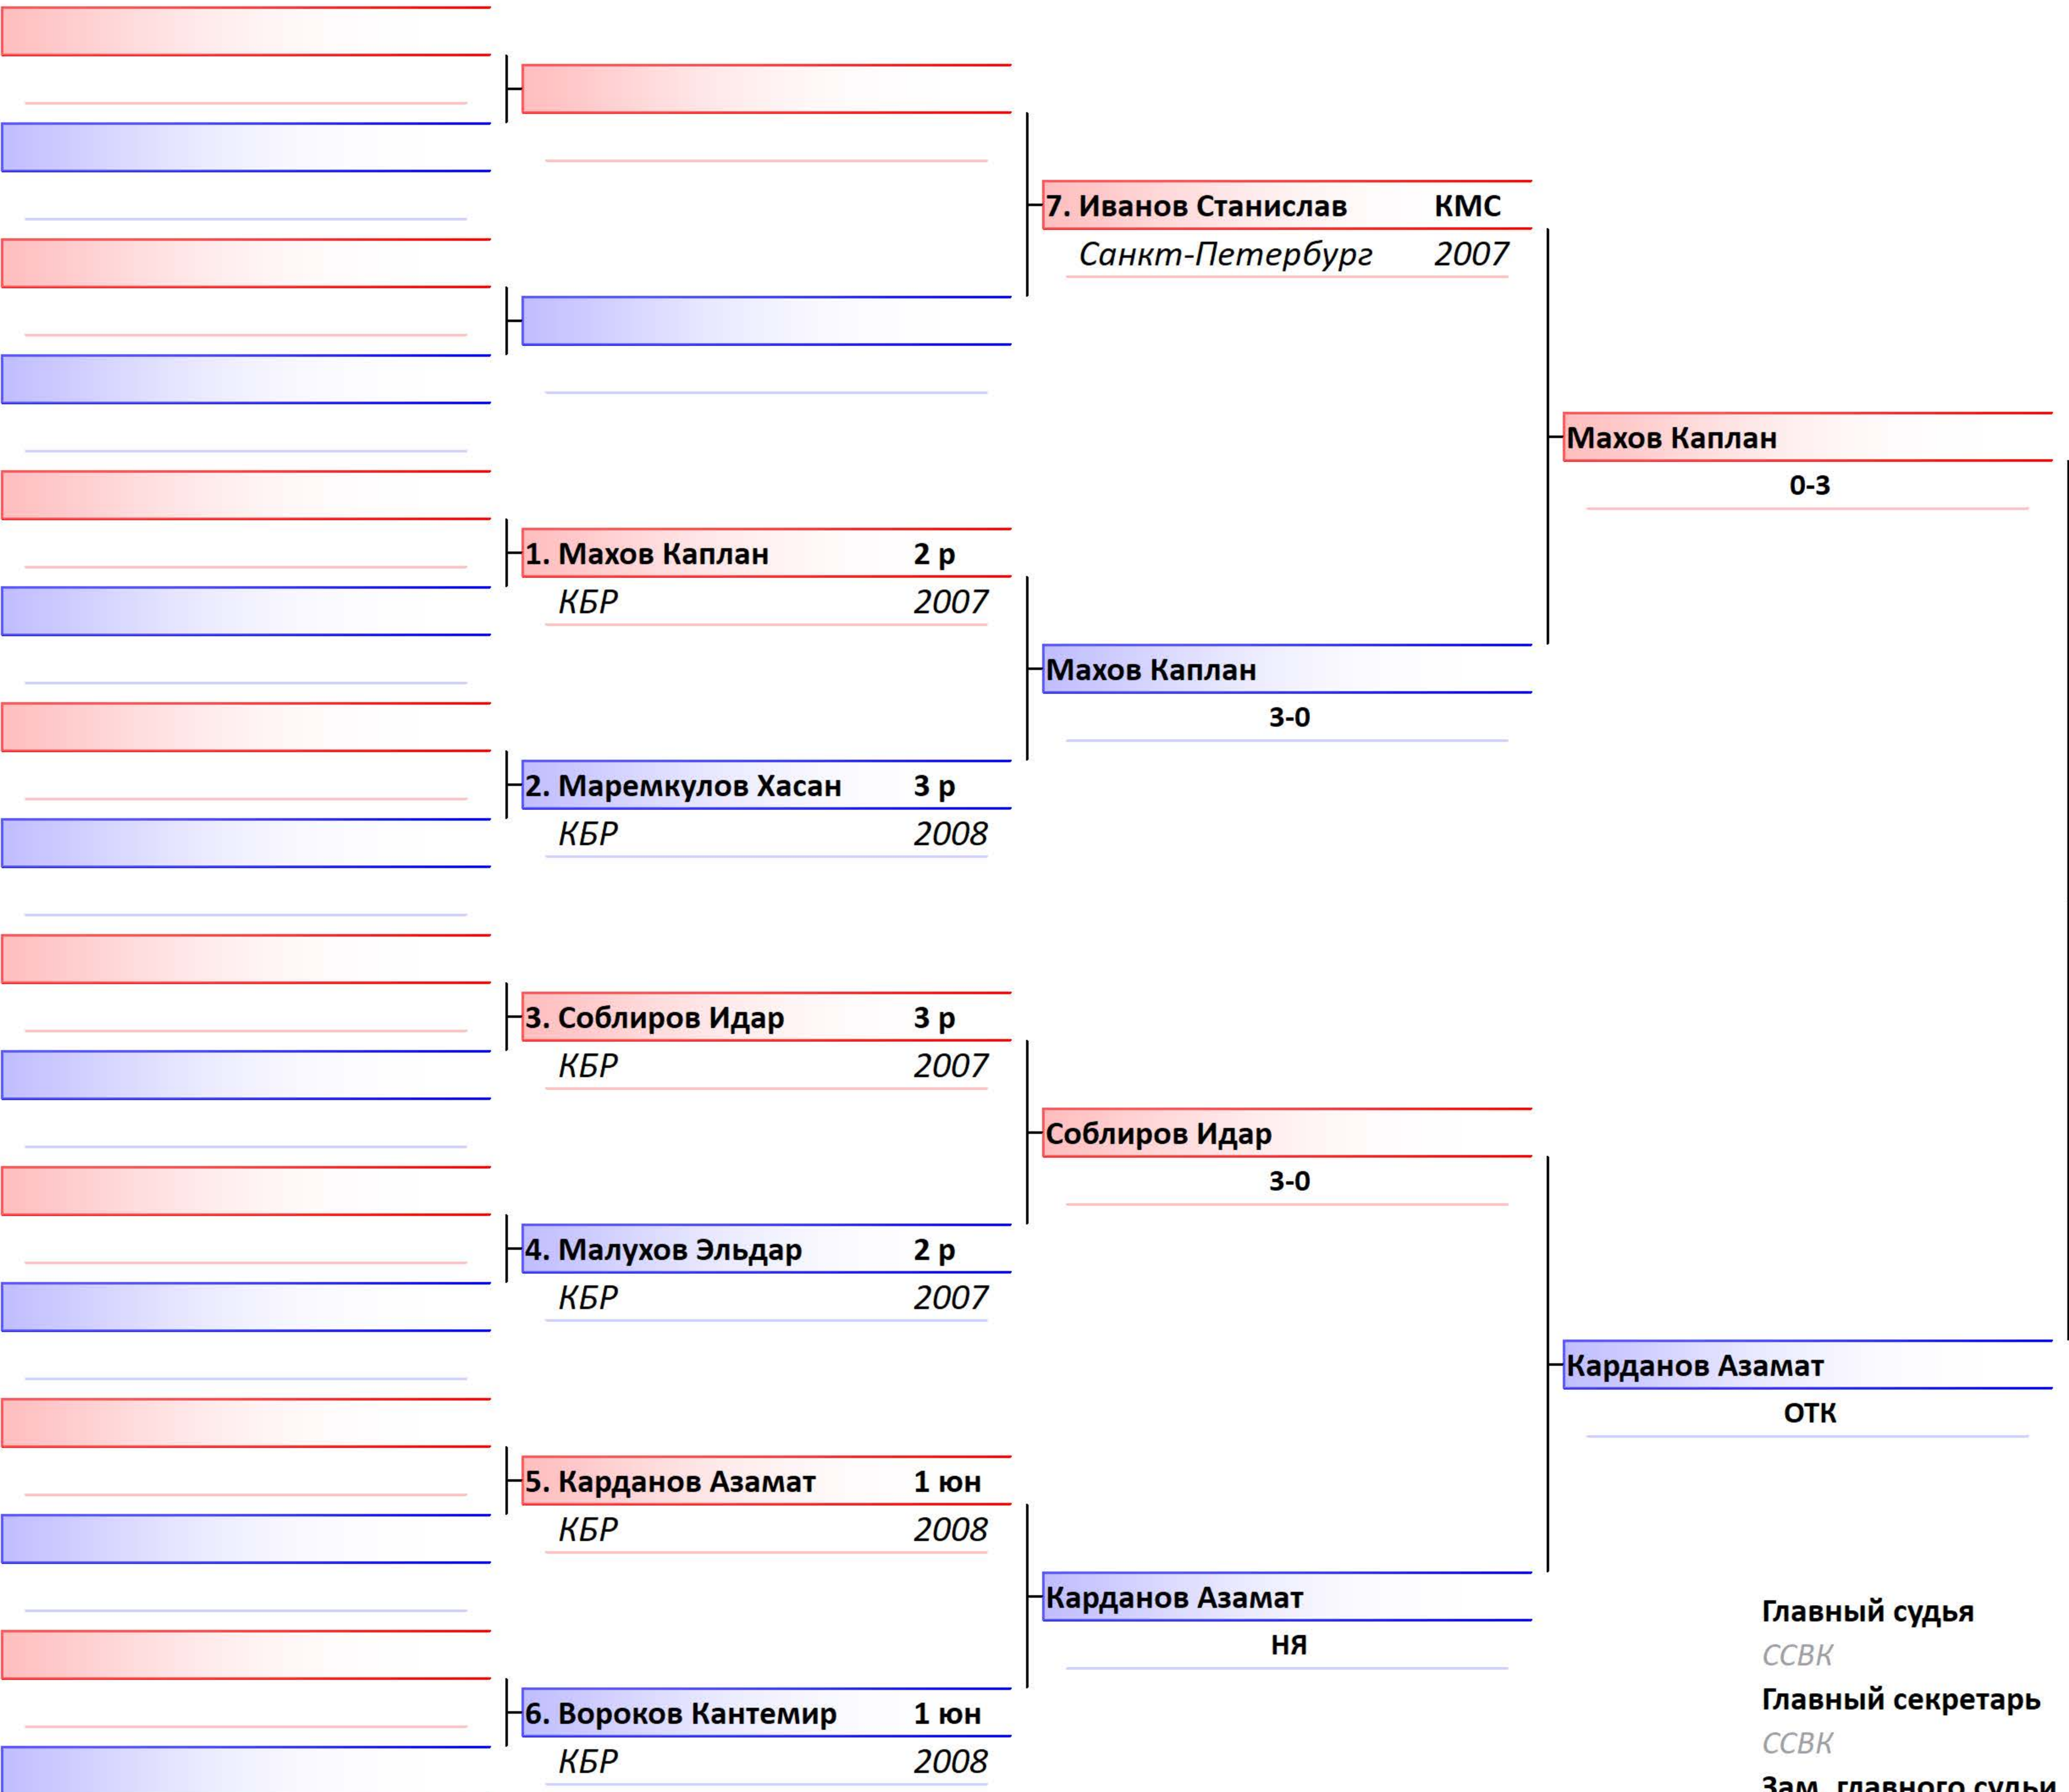 7. Иванов Станислав КМС
Санкт-Петербург 2007
Махов Каплан
0-3
1. Махов Каплан 2 р
КБР 2007
Махов Каплан
3-0
2. Маремкулов Хасан 3 р
КБР 2008
3. Соблиров Идар 3 р
КБР 2007
Соблиров Идар
3-0
4. Малухов Эльдар 2 р
КБР 2007
Карданов Азамат
ОТК
5. Карданов Азамат 1 юн
КБР 2008
Карданов Азамат
НЯ
6. Вороков Кантемир 1 юн
КБР 2008
Главный судья
ССВК
Главный секретарь
ССВК
Зам. главного судьи